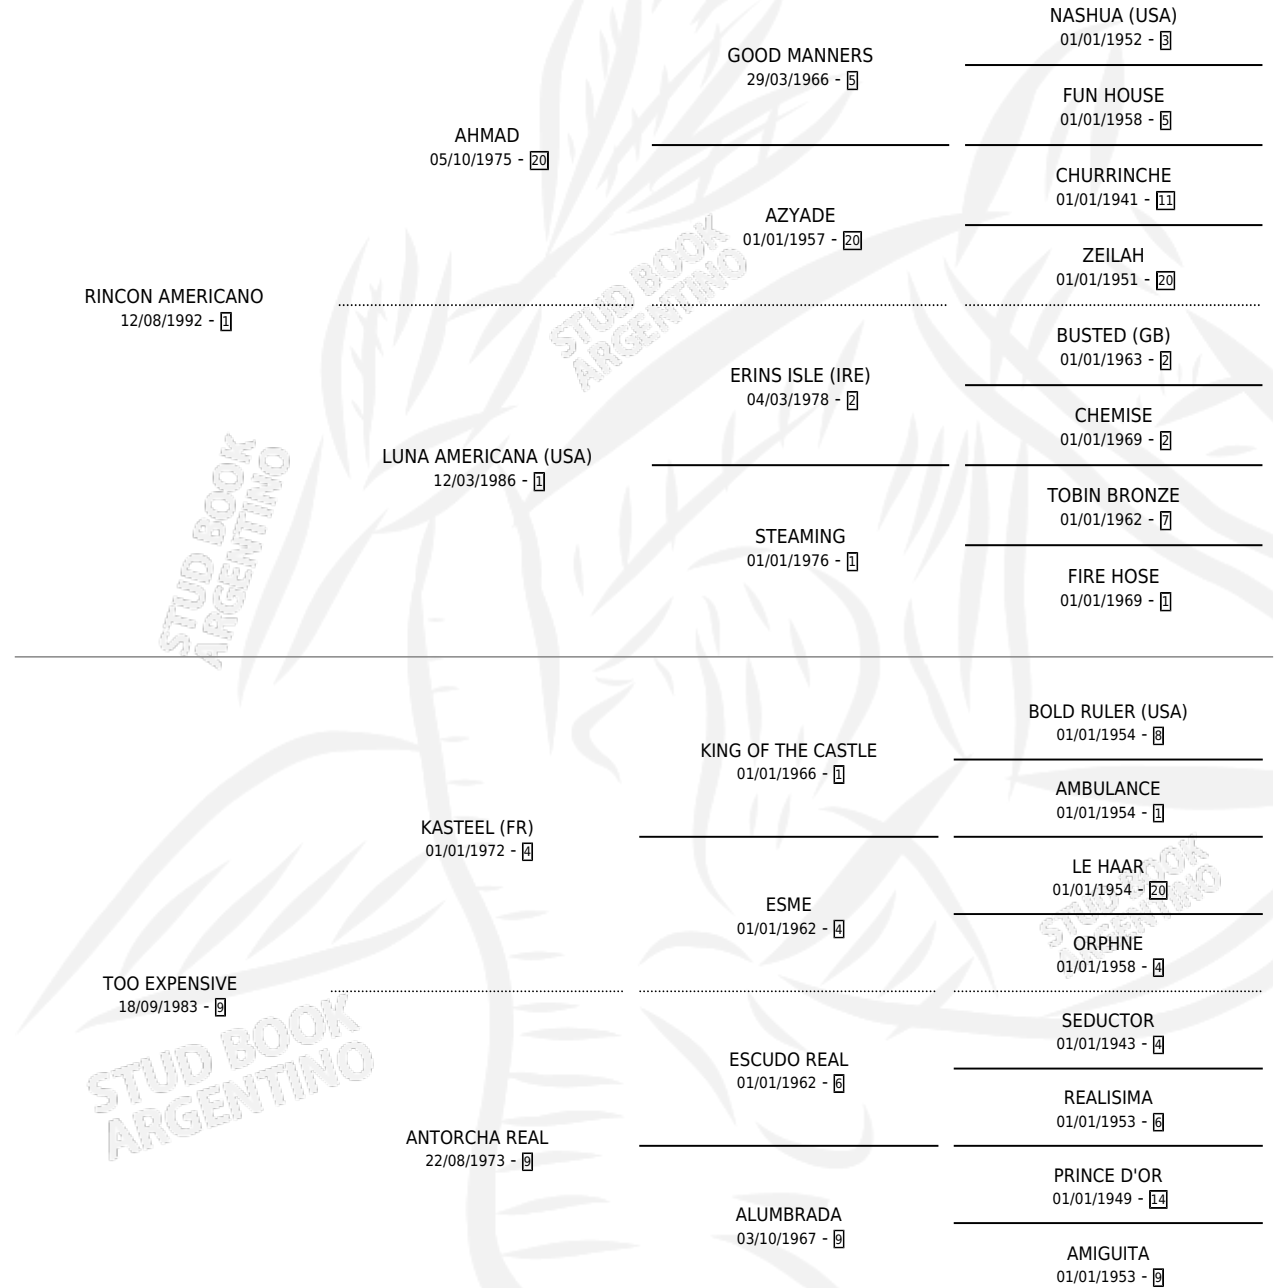 NASHUA (USA)
01/01/1952 - 3
GOOD MANNERS
29/03/1966 - 5
FUN HOUSE
01/01/1958 - 5
AHMAD
05/10/1975 - 20
CHURRINCHE
01/01/1941 - 11
AZYADE
01/01/1957 - 20
ZEILAH
01/01/1951 - 20
RINCON AMERICANO
12/08/1992 - 1
STUD BOOK
ARGENTINO
BUSTED (GB)
01/01/1963 - 2
ERINS ISLE (IRE)
04/03/1978 - 2
CHEMISE
01/01/1969 - 2
LUNA AMERICANA (USA)
12/03/1986 - 1
TOBIN BRONZE
01/01/1962 - 7
STEAMING
01/01/1976 - 1
FIRE HOSE
01/01/1969 - 1
STUD BOOK
ARGENTINO
BOLD RULER (USA)
01/01/1954 - 8
KING OF THE CASTLE
01/01/1966 - 1
AMBULANCE
01/01/1954 - 1
KASTEEL (FR)
01/01/1972 - 4
LE HAAR
01/01/1954 - 20
ESME
01/01/1962 - 4
ORPHNE
01/01/1958 - 4
STUD BOOK
ARGENTINO
TOO EXPENSIVE
18/09/1983 - 9
SEDUCTOR
01/01/1943 - 4
ESCUDO REAL
01/01/1962 - 6
REALISIMA
01/01/1953 - 6
STUD BOOK
ARGENTINO
ANTORCHA REAL
22/08/1973 - 9
PRINCE D'OR
01/01/1949 - 14
ALUMBRADA
03/10/1967 - 9
AMIGUITA
01/01/1953 - 9